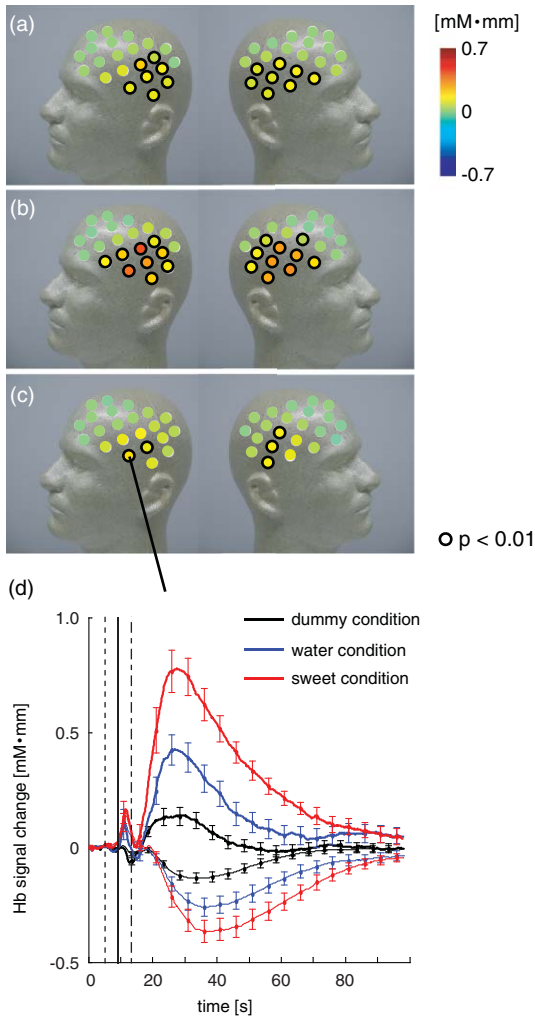 (a)
[mM•mm]
0.7
0
-0.7
(b)
(c)
p < 0.01
(d)
1.0
0.5
0
-0.5
Hb signal change [mM•mm]
dummy condition
water condition
sweet condition
0 20 40 60 80
time [s]